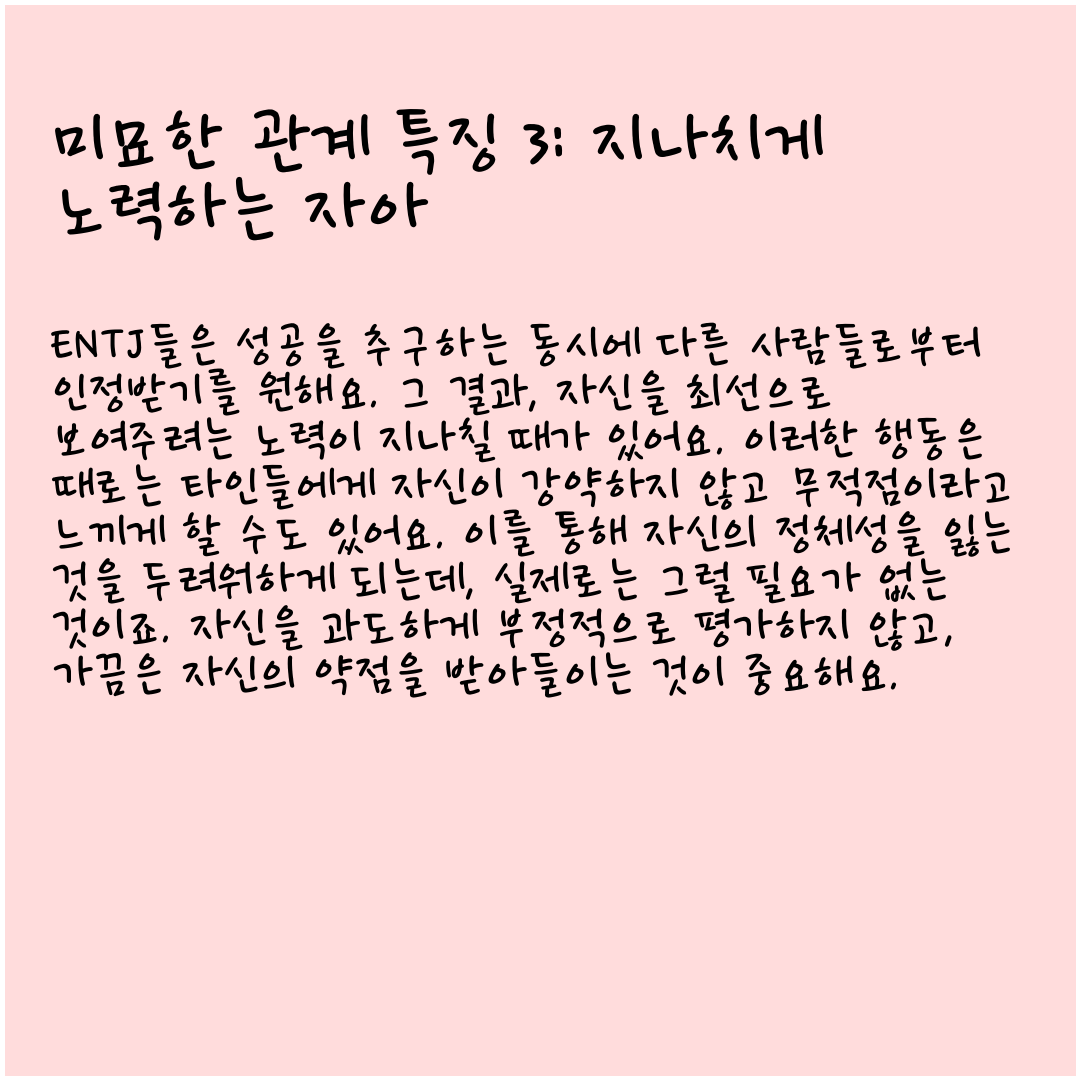 미묘한 관계 특징 3: 지나치게
노력하는 자아
ENTJ들은 성공을 추구하는 동시에 다른 사람들로부터
인정받기를 원해요. 그 결과, 자신을 최선으로
보여주려는 노력이 지나칠 때가 있어요. 이러한 행동은
때로는 타인들에게 자신이 강약하지 않고 무적점이라고
느끼게 할 수도 있어요. 이를 통해 자신의 정체성을 잃는
것을 두려워하게 되는데, 실제로는 그럴 필요가 없는
것이죠. 자신을 과도하게 부정적으로 평가하지 않고,
가끔은 자신의 약점을 받아들이는 것이 중요해요.